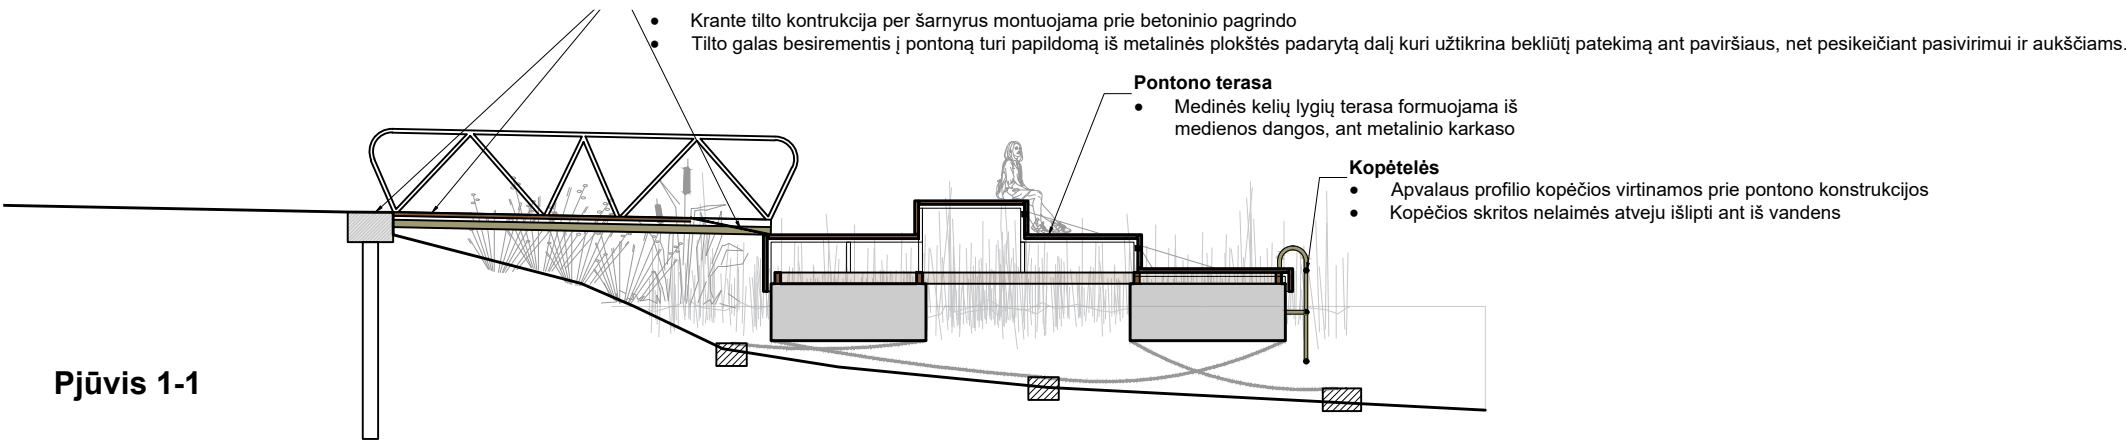 • Krante tilto kontrukcija per šarnyrus montuojama prie betoninio pagrindo
• Tilto galas besirementis į pontoną turi papildomą iš metalinės plokštės padarytą dalį kuri užtikrina bekliūtį patekimą ant paviršiaus, net pesikeičiant pasivirimui ir aukščiams.
Pontono terasa
• Medinės kelių lygių terasa formuojama iš
medienos dangos, ant metalinio karkaso
Kopėtelės
• Apvalaus profilio kopėčios virtinamos prie pontono konstrukcijos
• Kopėčios skritos nelaimės atveju išlipti ant iš vandens
Pjūvis 1-1